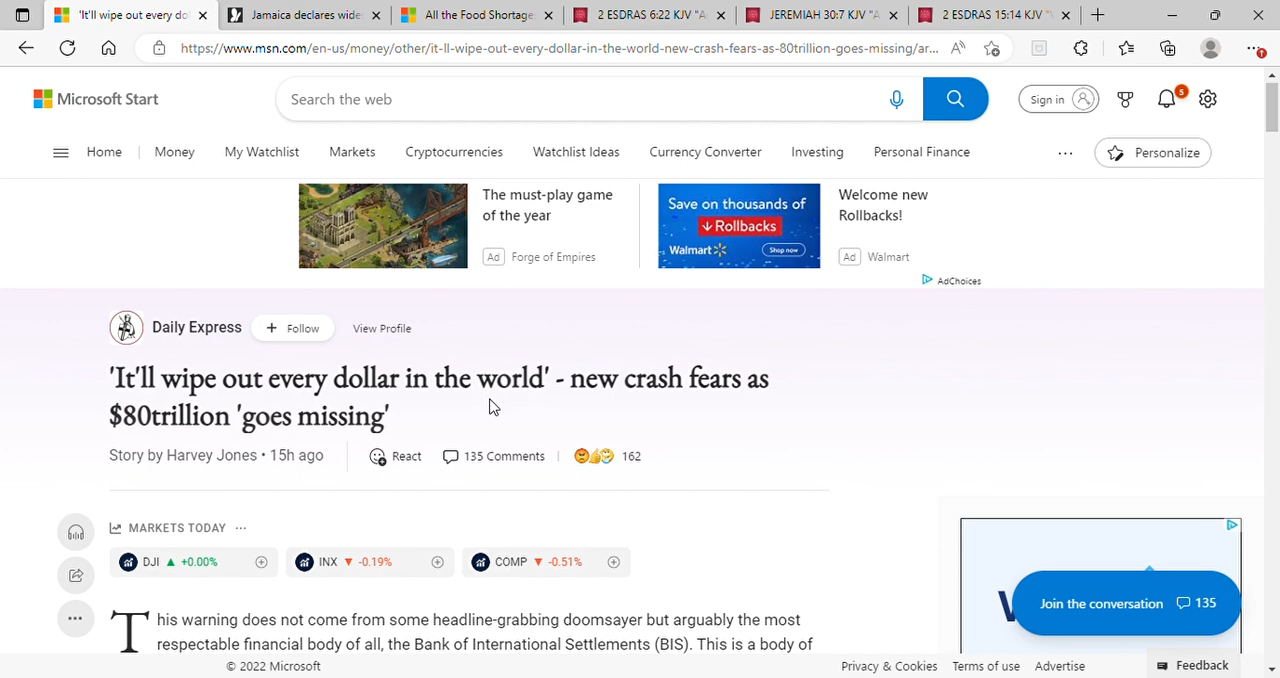 'It'll wipe out every do
Jamaica declares wide
All the Food Shortage
2 ESDRAS 6:22 KJV "A
JEREMIAH 30:7 KJV "A
2 ESDRAS 15:14 KJV "
https://www.msn.com/en-us/money/other/it-ll-wipe-out-every-dollar-in-the-world-new-crash-fears-as-80trillion-goes-missing/ar...
Microsoft Start
Search the web
Sign in
5
Home
Money
My Watchlist
Markets
Cryptocurrencies
Watchlist Ideas
Currency Converter
Investing
Personal Finance
...
Personalize
The must-play game
of the year
Ad Forge of Empires
Save on thousands of
Rollbacks
Walmart
Shop now
Welcome new
Rollbacks!
Ad Walmart
AdChoices
Daily Express
+ Follow
View Profile
'It'll wipe out every dollar in the world' - new crash fears as
$80trillion 'goes missing'
Story by Harvey Jones • 15h ago
React
135 Comments
162
MARKETS TODAY ...
DJI ▲ +0.00%
INX ▼ -0.19%
COMP ▼ -0.51%
This warning does not come from some headline-grabbing doomsayer but arguably the most
respectable financial body of all, the Bank of International Settlements (BIS). This is a body of
Join the conversation 135
© 2022 Microsoft
Privacy & Cookies
Terms of use
Advertise
Feedback